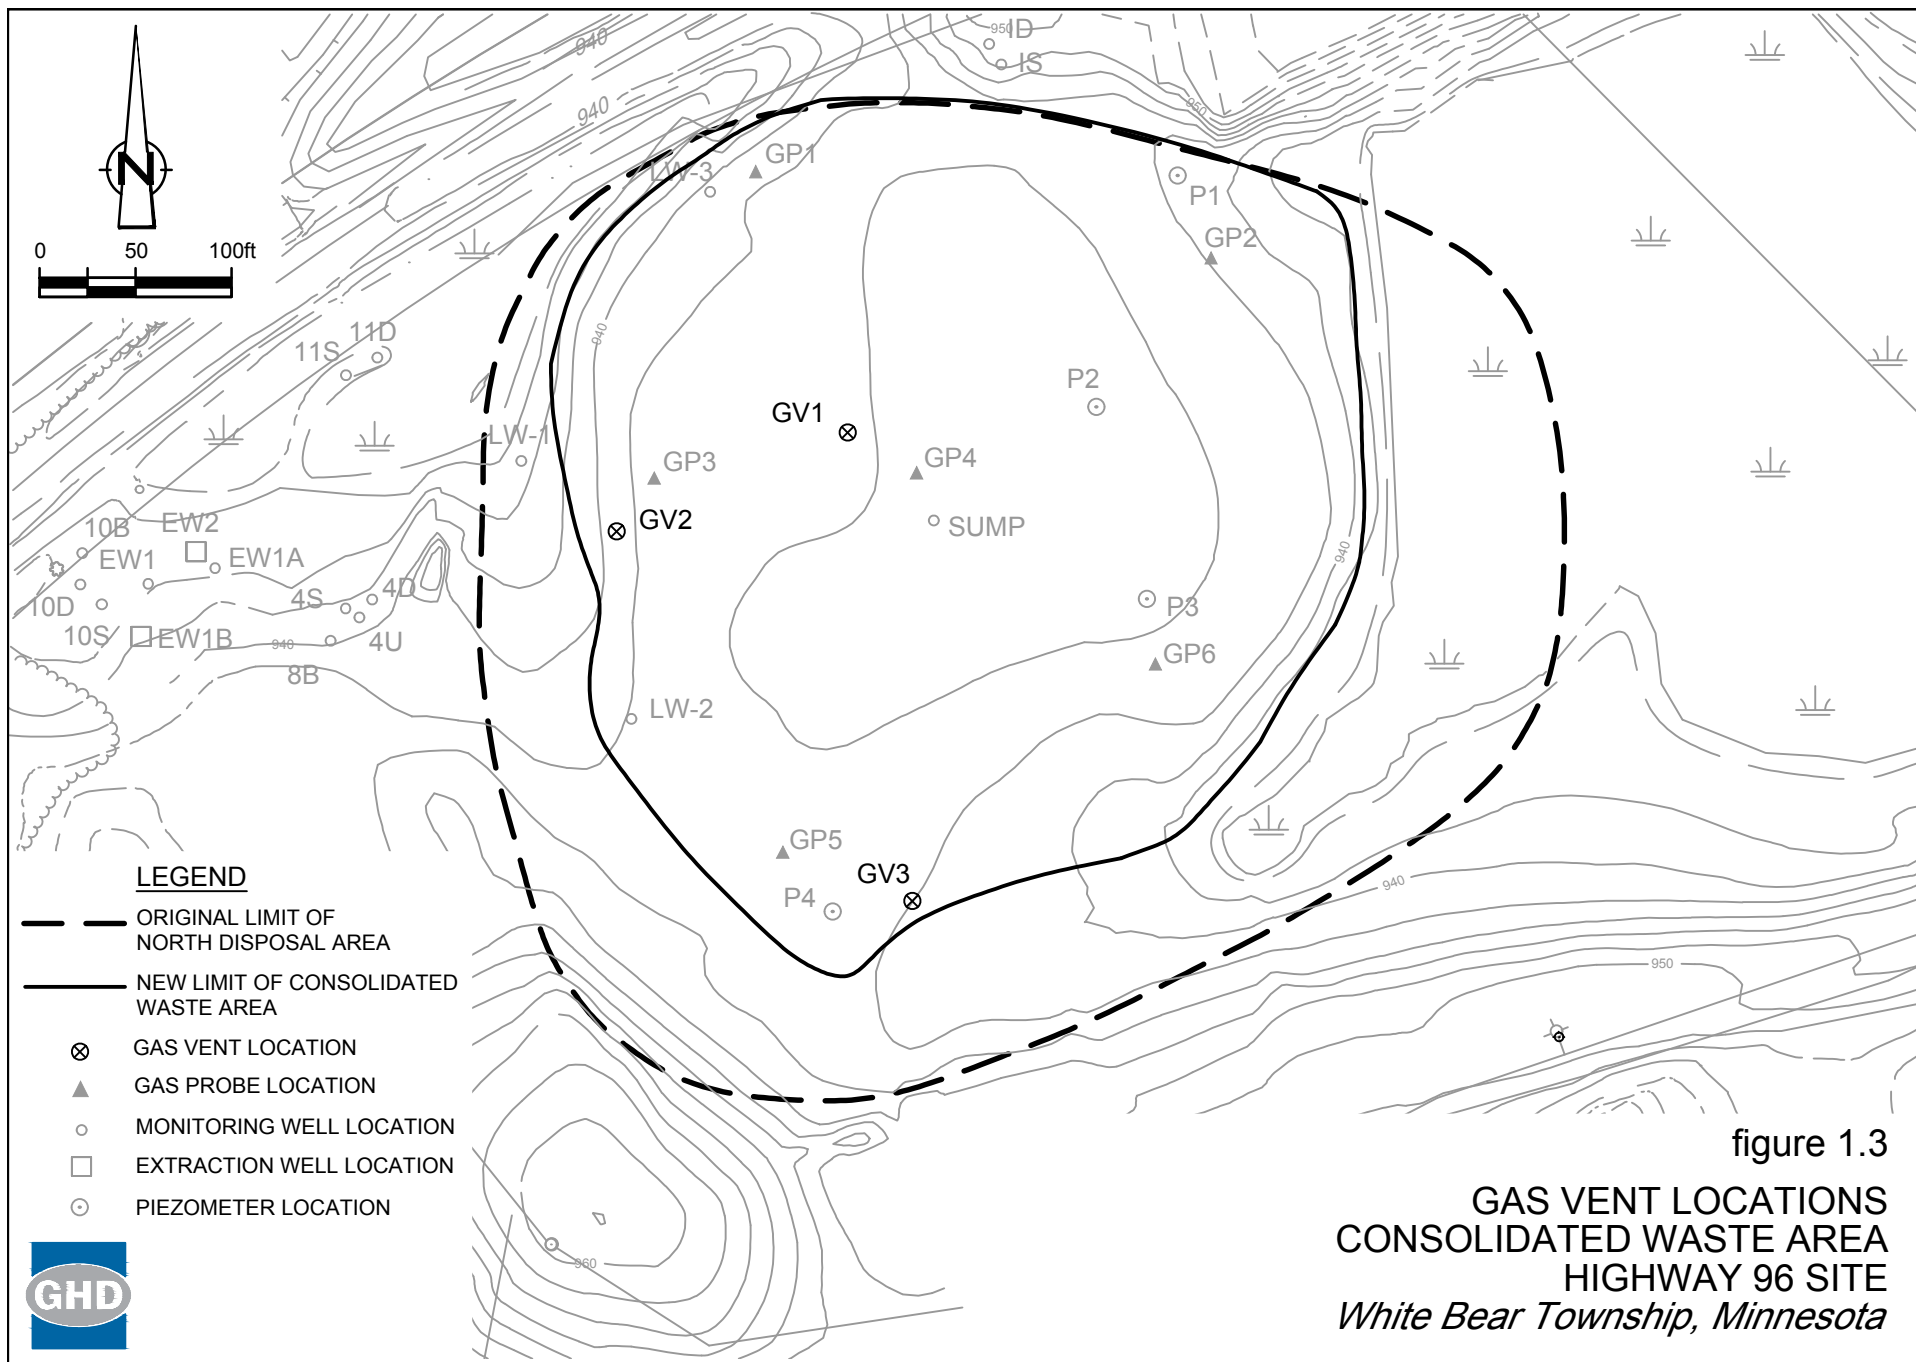 940
950
ID
IS
940
950
N
0 50 100ft
GP1
LW-3
P1
GP2
11D
11S
940
P2
GV1
LW-1
GP3
GP4
GV2
SUMP
10B
EW2
EW1
EW1A
940
4S
4D
10D
P3
10S
EW1B
940
4U
GP6
8B
LW-2
GP5
GV3
P4
940
950
960
LEGEND
ORIGINAL LIMIT OF
NORTH DISPOSAL AREA
NEW LIMIT OF CONSOLIDATED
WASTE AREA
GAS VENT LOCATION
GAS PROBE LOCATION
MONITORING WELL LOCATION
EXTRACTION WELL LOCATION
PIEZOMETER LOCATION
GHD
figure 1.3
GAS VENT LOCATIONS
CONSOLIDATED WASTE AREA
HIGHWAY 96 SITE
White Bear Township, Minnesota